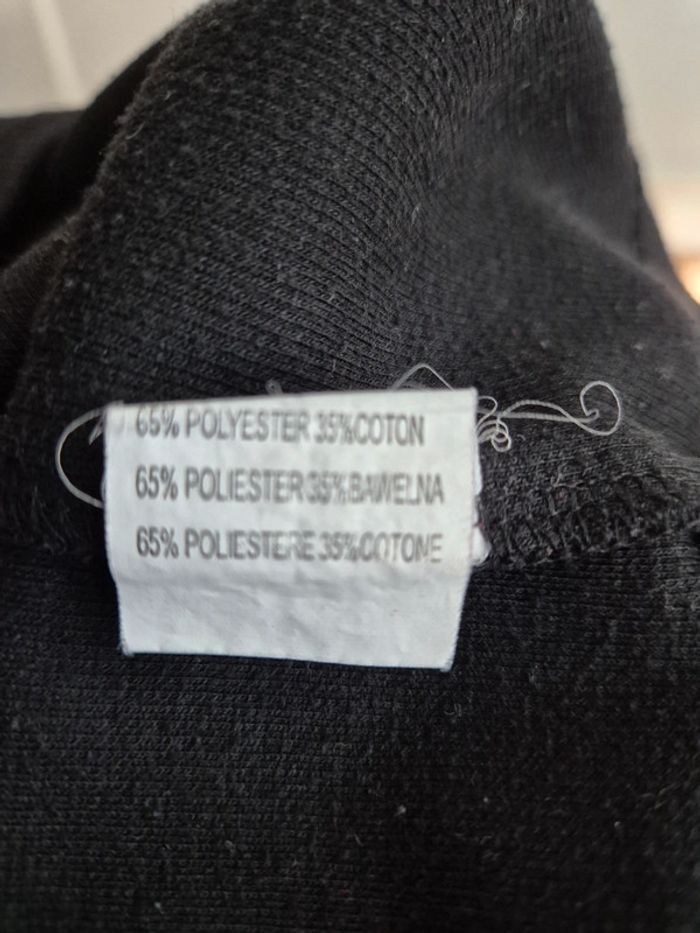 65% POLYESTER 35%COTON
65% POLIESTER 35%BAWELNA
65% POLIESTERE 35%COTONE